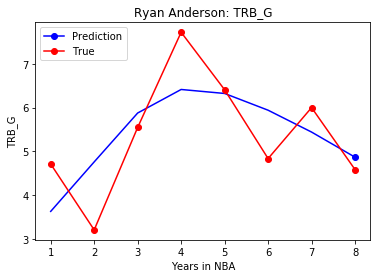 Ryan Anderson: TRB_G
Prediction
True
TRB_G
7
6
5
4
3
1 2 3 4 5 6 7 8
Years in NBA